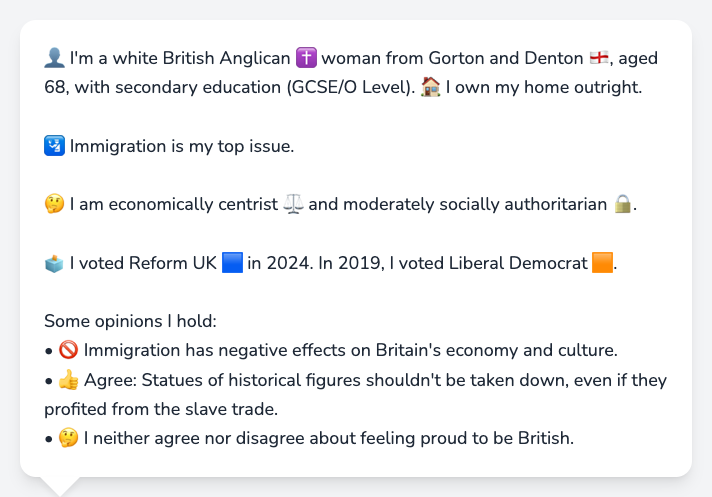 👤 I'm a white British Anglican ✝️ woman from Gorton and Denton 🏴󠁧󠁢󠁥󠁮󠁧󠁿, aged
68, with secondary education (GCSE/O Level). 🏠 I own my home outright.
🛂 Immigration is my top issue.
🤔 I am economically centrist ⚖️ and moderately socially authoritarian 🔒.
🗳️ I voted Reform UK 🟦 in 2024. In 2019, I voted Liberal Democrat 🟧.
Some opinions I hold:
• 🚫 Immigration has negative effects on Britain's economy and culture.
• 👍 Agree: Statues of historical figures shouldn't be taken down, even if they
profited from the slave trade.
• 🤔 I neither agree nor disagree about feeling proud to be British.